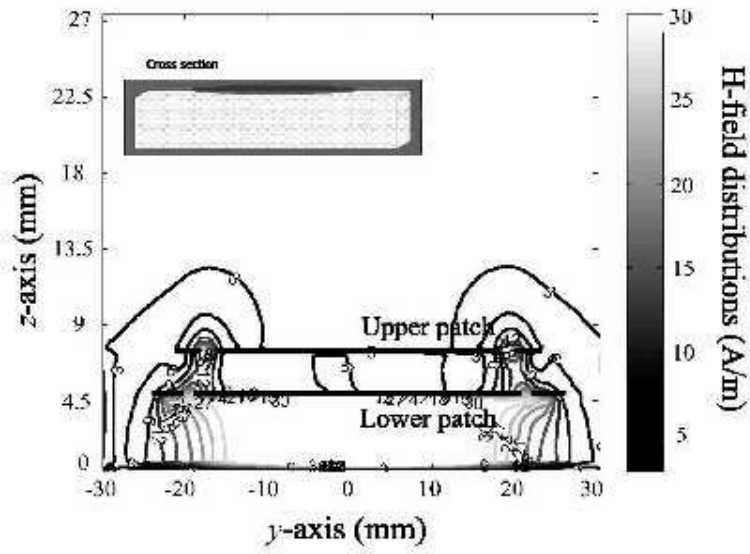 27
22.5
18
13.5
9
4.5
0
z-axis (mm)
Cross section
Upper patch
Lower patch
-30 -20 -10 0 10 20 30
y-axis (mm)
30
25
20
15
10
5
H-field distributions (A/m)